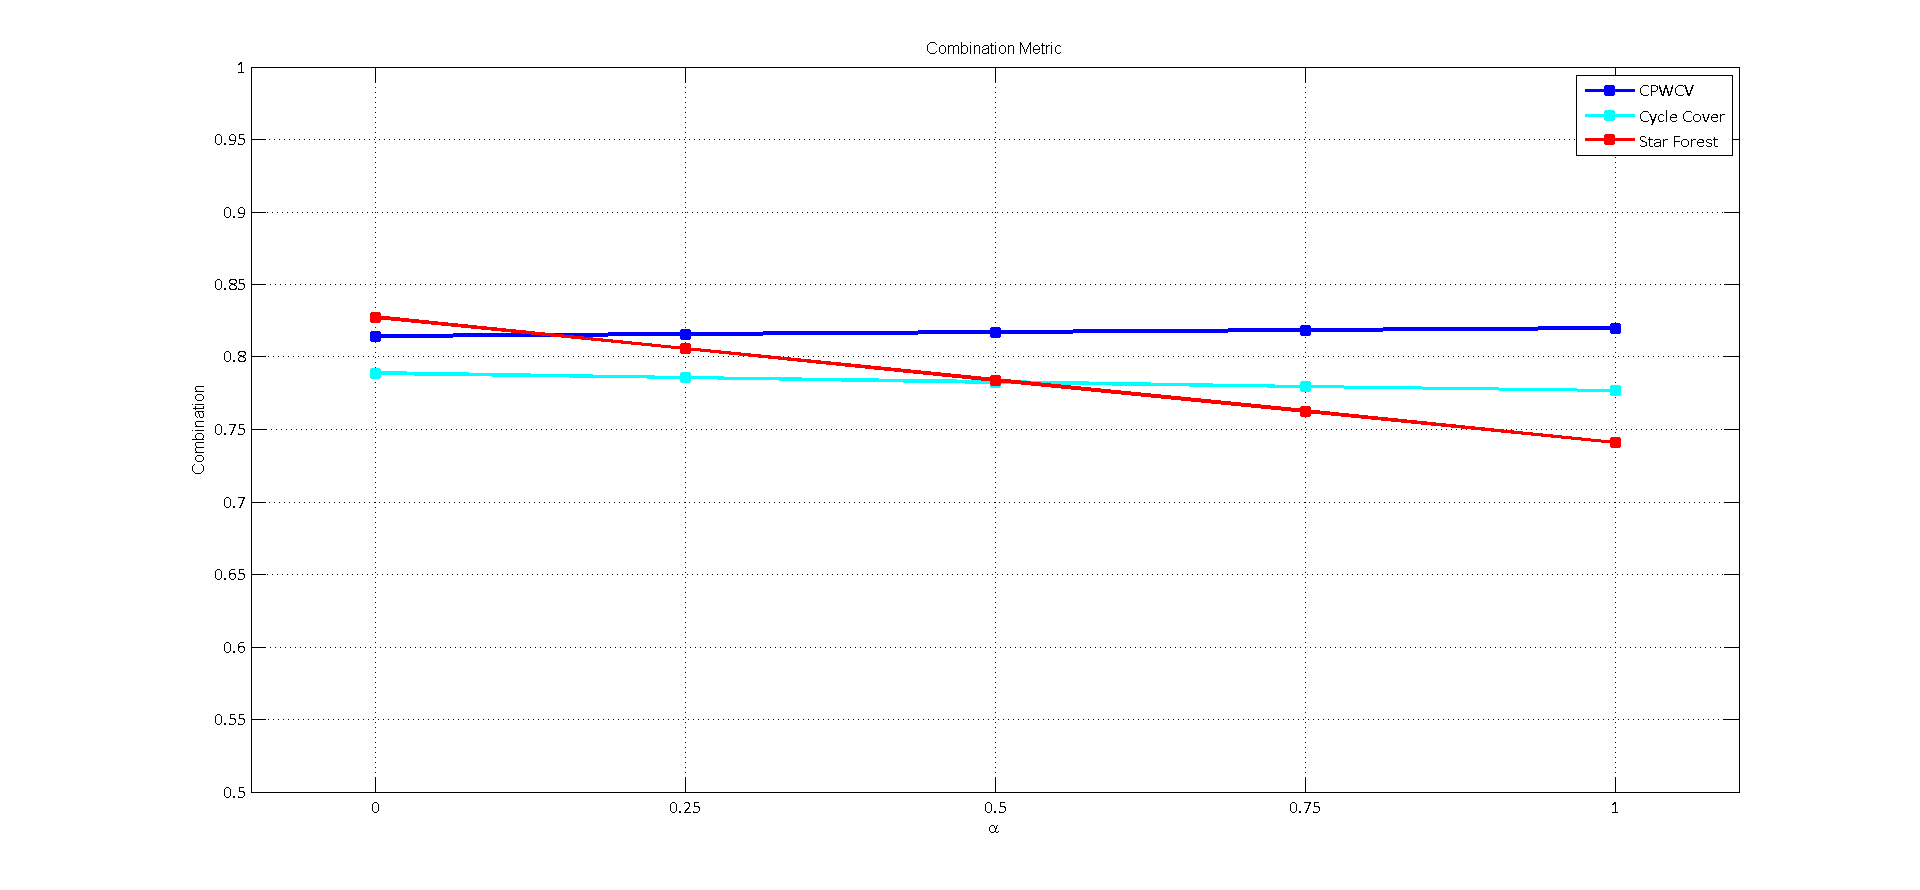 Combination Metric
1
0.95
0.9
0.85
0.8
0.75
0.7
0.65
0.6
0.55
0.5
Combination
0
0.25
0.5
0.75
1
α
CPWCV
Cycle Cover
Star Forest